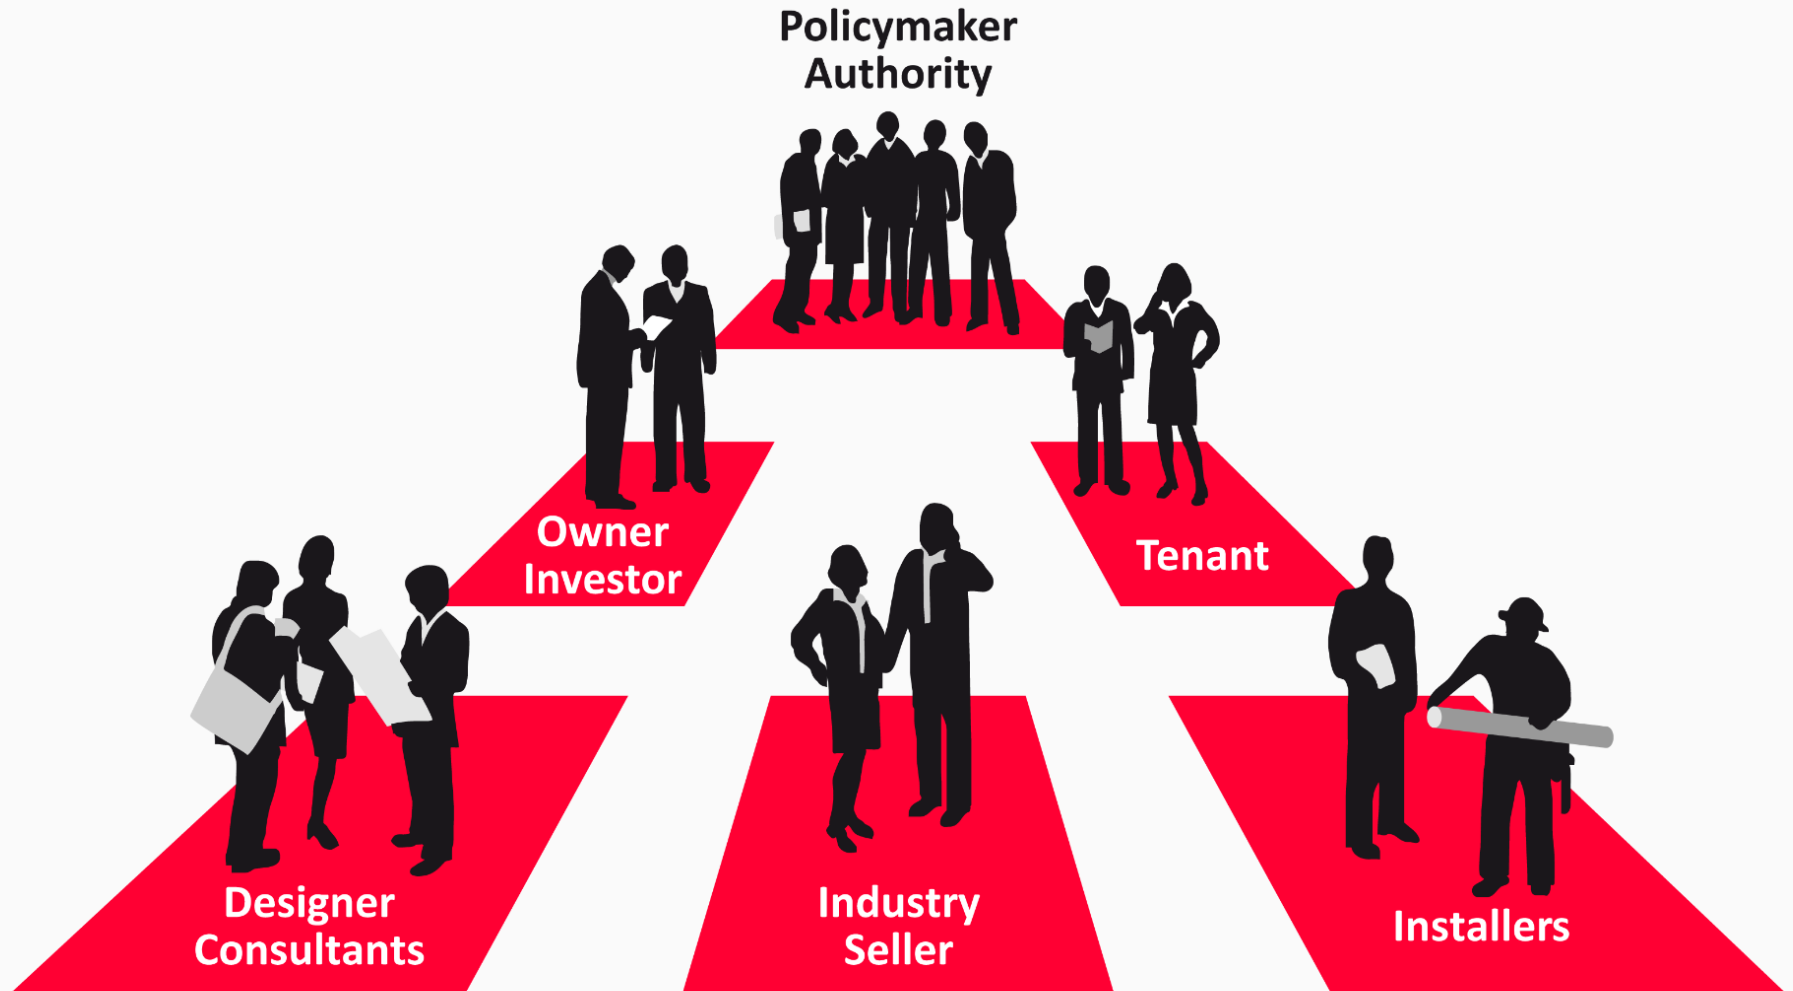 Policymaker
Authority
Owner
Investor
Tenant
Designer
Consultants
Industry
Seller
Installers